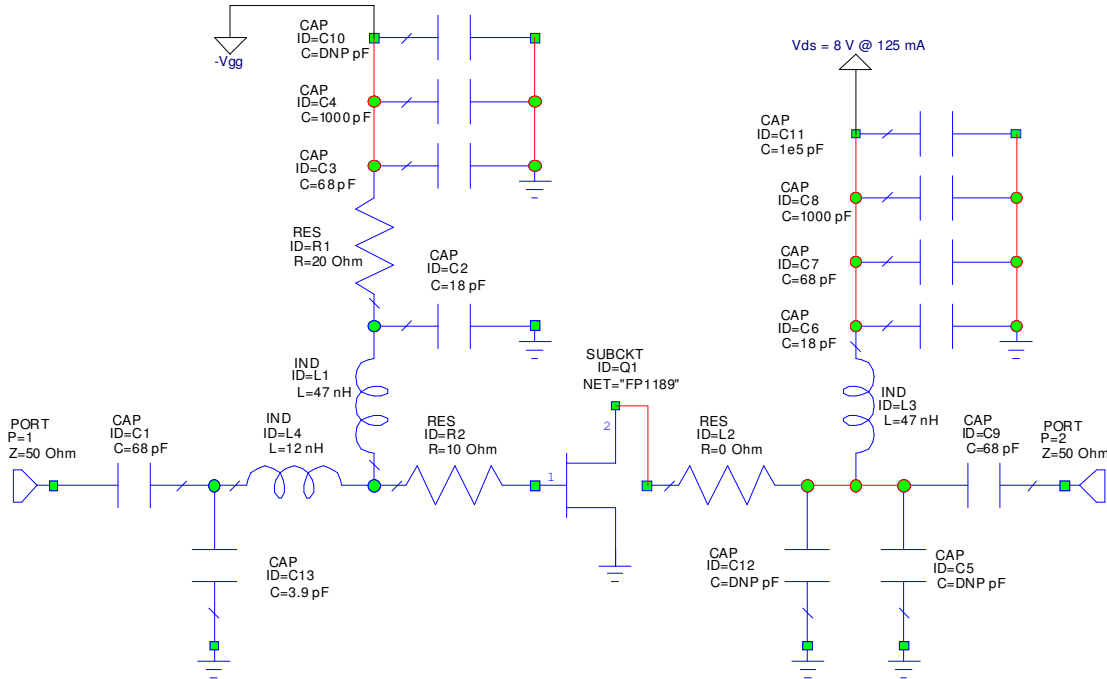 CAP
ID=C10
C=DNP pF
-Vgg
CAP
ID=C4
C=1000 pF
CAP
ID=C3
C=68 pF
RES
ID=R1
R=20 Ohm
CAP
ID=C2
C=18 pF
IND
ID=L1
L=47 nH
PORT
P=1
Z=50 Ohm
CAP
ID=C1
C=68 pF
IND
ID=L4
L=12 nH
RES
ID=R2
R=10 Ohm
CAP
ID=C13
C=3.9 pF
SUBCKT
ID=Q1
NET="FP1189"
2
1
RES
ID=L2
R=0 Ohm
Vds = 8 V @ 125 mA
CAP
ID=C11
C=1e5 pF
CAP
ID=C8
C=1000 pF
CAP
ID=C7
C=68 pF
CAP
ID=C6
C=18 pF
IND
ID=L3
L=47 nH
CAP
ID=C9
C=68 pF
PORT
P=2
Z=50 Ohm
CAP
ID=C12
C=DNP pF
CAP
ID=C5
C=DNP pF